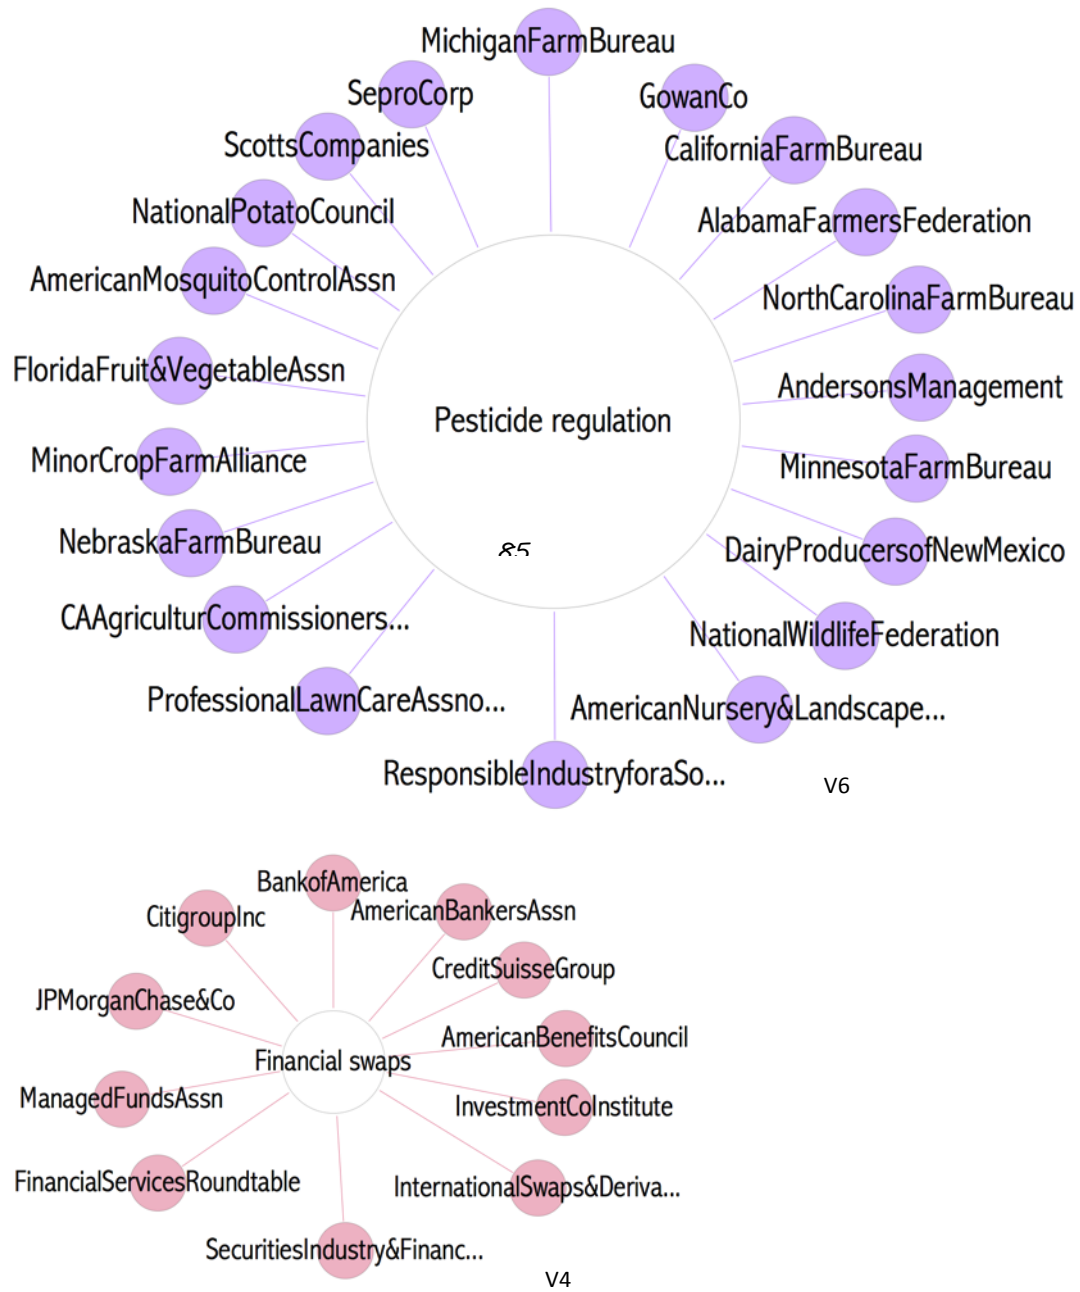 MichiganFarmBureau
SeproCorp
GowanCo
ScottsCompanies
CaliforniaFarmBureau
NationalPotatoCouncil
AlabamaFarmersFederation
AmericanMosquitoControlAssn
NorthCarolinaFarmBureau
FloridaFruit&VegetableAssn
AndersonsManagement
Pesticide regulation
MinorCropFarmAlliance
MinnesotaFarmBureau
NebraskaFarmBureau
85
DairyProducersofNewMexico
CAAgriculturCommissioners...
NationalWildlifeFederation
ProfessionalLawnCareAssno...
AmericanNursery&Landscape...
ResponsibleIndustryforaSo...
V6
BankofAmerica
CitigroupInc
AmericanBankersAssn
CreditSuisseGroup
JPMorganChase&Co
AmericanBenefitsCouncil
Financial swaps
ManagedFundsAssn
InvestmentCoInstitute
FinancialServicesRoundtable
InternationalSwaps&Deriva...
SecuritiesIndustry&Financ...
V4